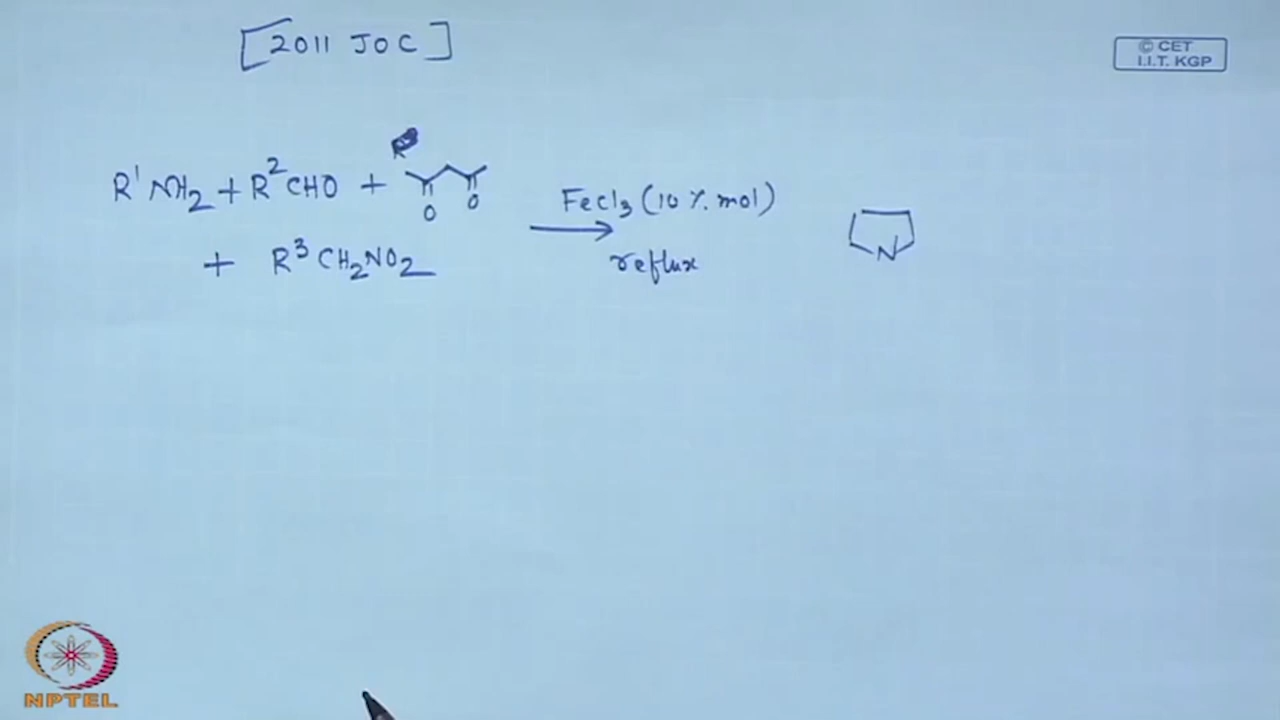 [2011 JOC]
© CET
I.I.T. KGP
R¹NH₂ + R²CHO +
O O
+ R³CH₂NO₂
FeCl₃ (10 % mol)
reflux
N
NPTEL